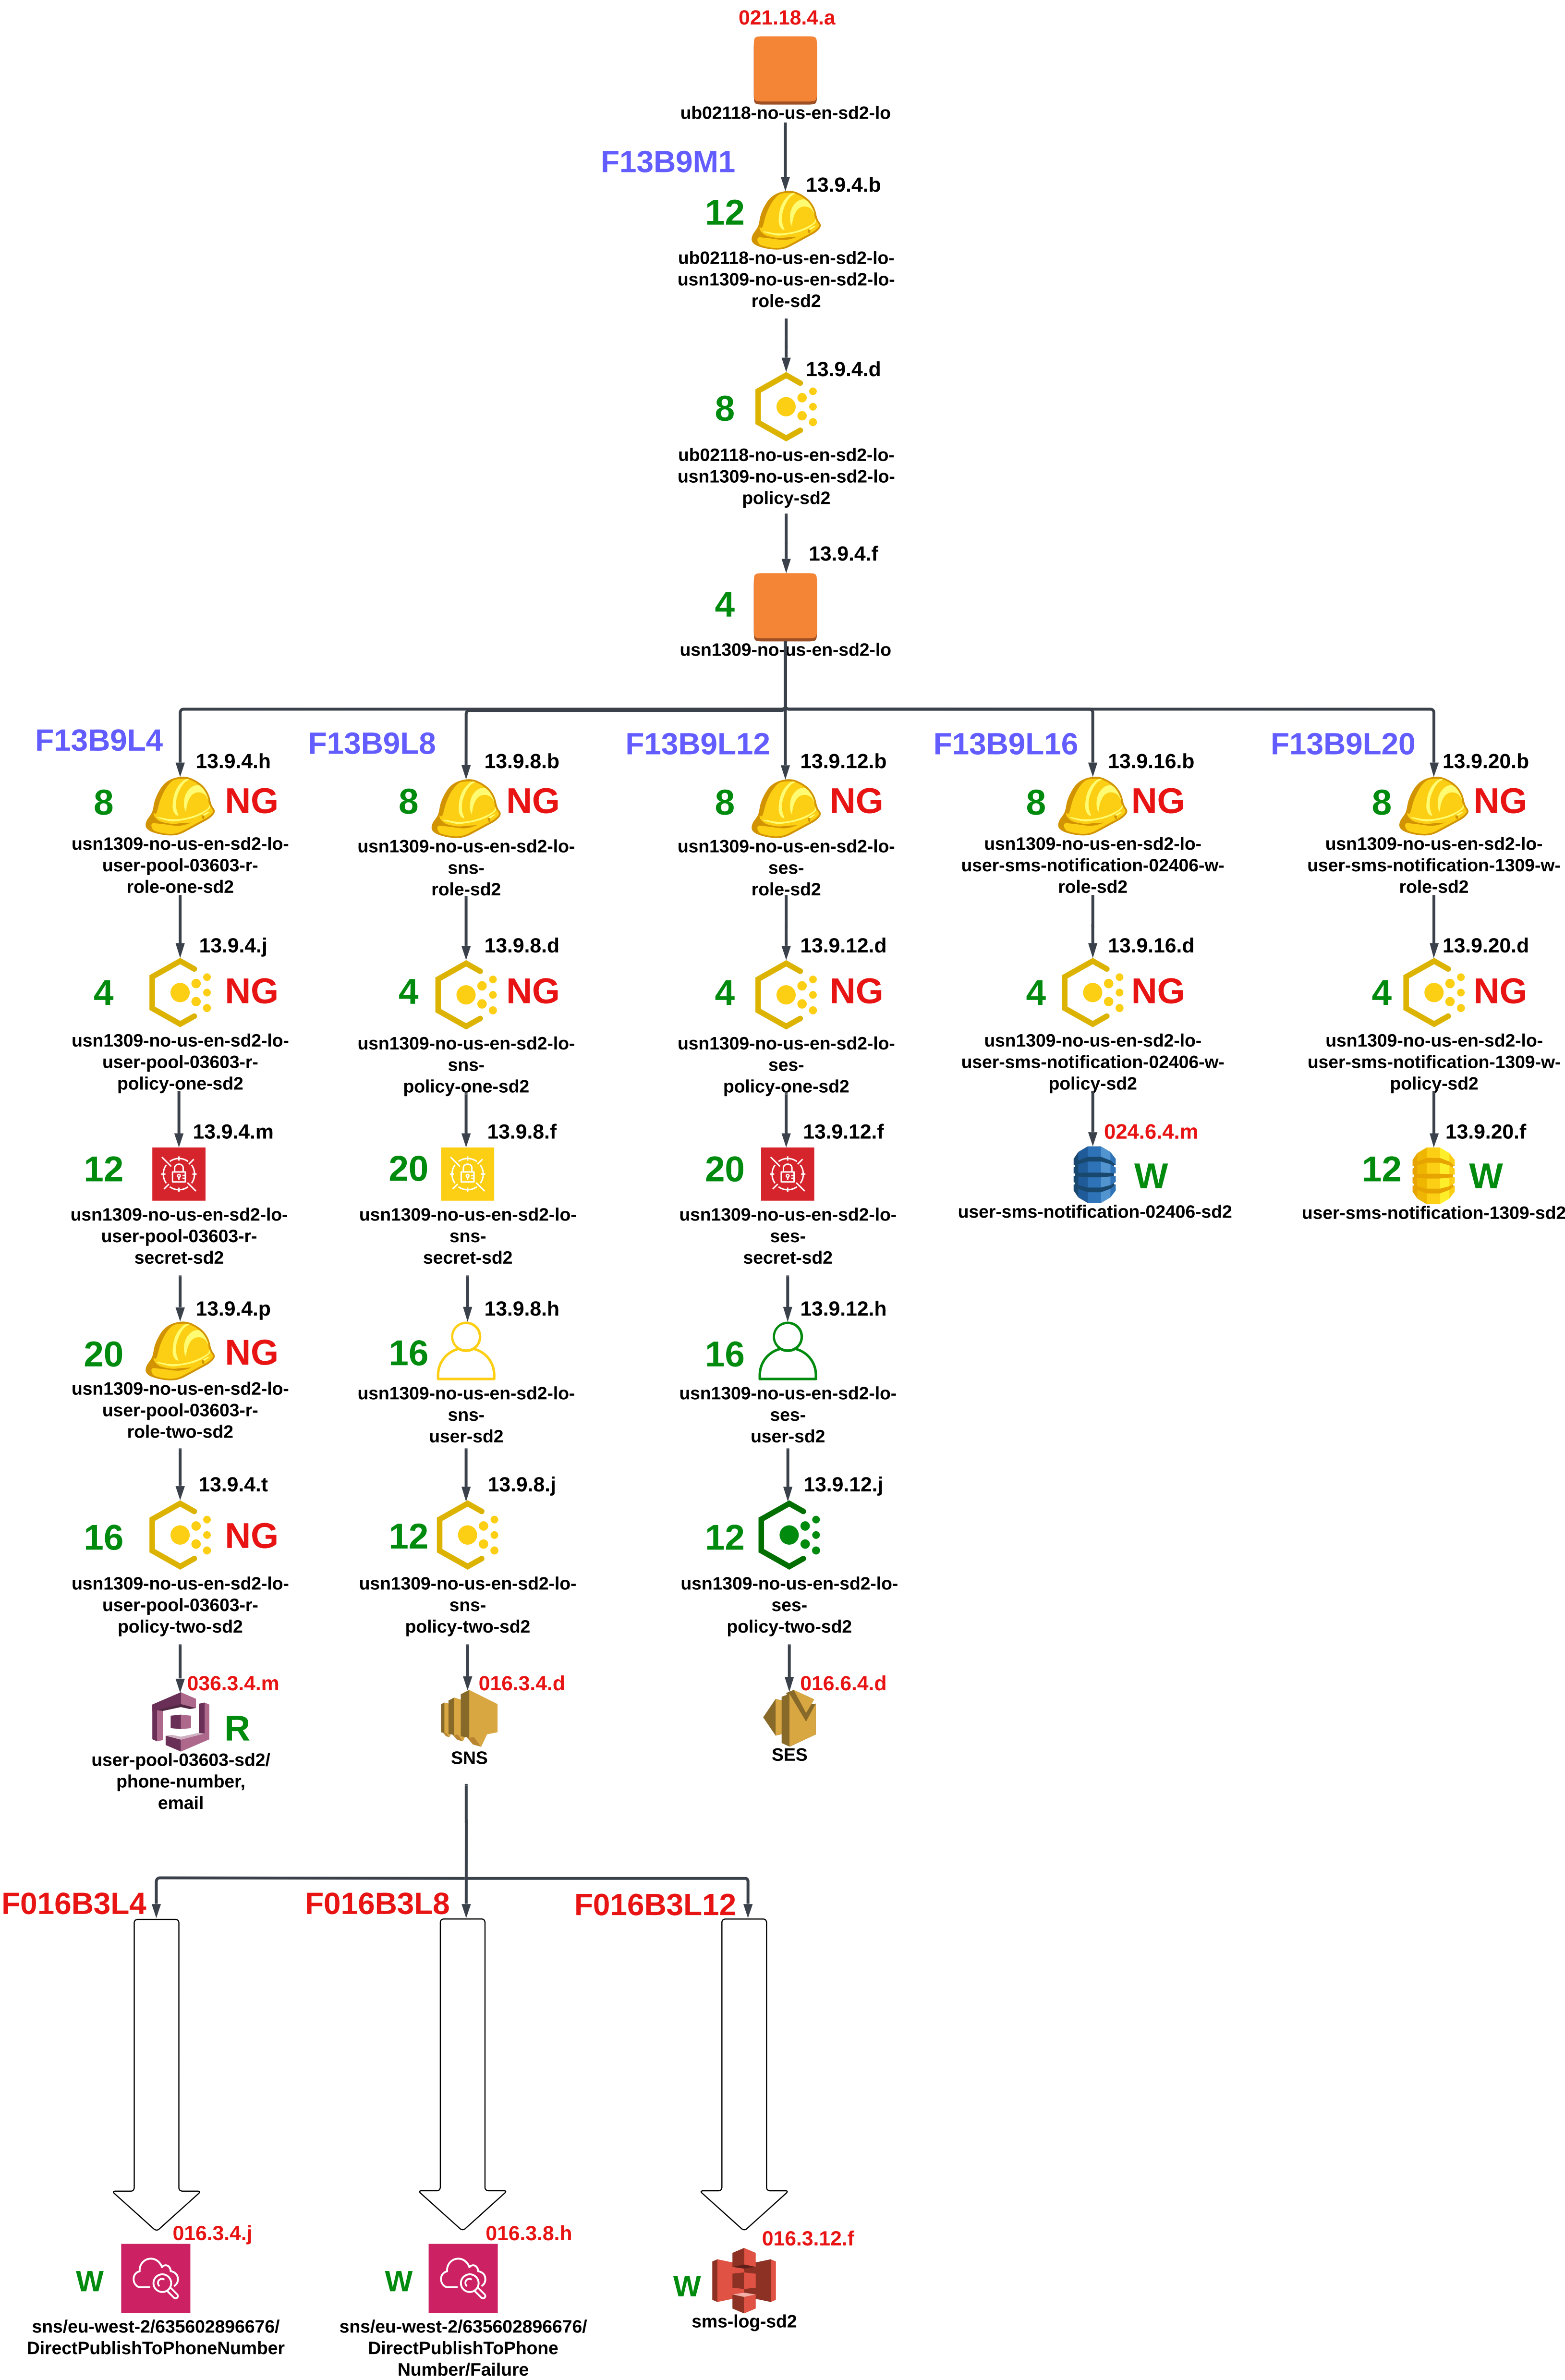 021.18.4.a
ub02118-no-us-en-sd2-lo
F13B9M1
13.9.4.b
12
ub02118-no-us-en-sd2-lo-
usn1309-no-us-en-sd2-lo-
role-sd2
13.9.4.d
8
ub02118-no-us-en-sd2-lo-
usn1309-no-us-en-sd2-lo-
policy-sd2
13.9.4.f
4
usn1309-no-us-en-sd2-lo
F13B9L4
13.9.4.h
8
NG
usn1309-no-us-en-sd2-lo-
user-pool-03603-r-
role-one-sd2
13.9.4.j
4
NG
usn1309-no-us-en-sd2-lo-
user-pool-03603-r-
policy-one-sd2
13.9.4.m
12
usn1309-no-us-en-sd2-lo-
user-pool-03603-r-
secret-sd2
13.9.4.p
20
NG
usn1309-no-us-en-sd2-lo-
user-pool-03603-r-
role-two-sd2
13.9.4.t
16
NG
usn1309-no-us-en-sd2-lo-
user-pool-03603-r-
policy-two-sd2
036.3.4.m
R
user-pool-03603-sd2/
phone-number,
email
F13B9L8
13.9.8.b
8
NG
usn1309-no-us-en-sd2-lo-
sns-
role-sd2
13.9.8.d
4
NG
usn1309-no-us-en-sd2-lo-
sns-
policy-one-sd2
13.9.8.f
20
usn1309-no-us-en-sd2-lo-
sns-
secret-sd2
13.9.8.h
16
usn1309-no-us-en-sd2-lo-
sns-
user-sd2
13.9.8.j
12
usn1309-no-us-en-sd2-lo-
sns-
policy-two-sd2
016.3.4.d
SNS
F13B9L12
13.9.12.b
8
NG
usn1309-no-us-en-sd2-lo-
ses-
role-sd2
13.9.12.d
4
NG
usn1309-no-us-en-sd2-lo-
ses-
policy-one-sd2
13.9.12.f
20
usn1309-no-us-en-sd2-lo-
ses-
secret-sd2
13.9.12.h
16
usn1309-no-us-en-sd2-lo-
ses-
user-sd2
13.9.12.j
12
usn1309-no-us-en-sd2-lo-
ses-
policy-two-sd2
016.6.4.d
SES
F13B9L16
13.9.16.b
8
NG
usn1309-no-us-en-sd2-lo-
user-sms-notification-02406-w-
role-sd2
13.9.16.d
4
NG
usn1309-no-us-en-sd2-lo-
user-sms-notification-02406-w-
policy-sd2
024.6.4.m
W
user-sms-notification-02406-sd2
F13B9L20
13.9.20.b
8
NG
usn1309-no-us-en-sd2-lo-
user-sms-notification-1309-w-
role-sd2
13.9.20.d
4
NG
usn1309-no-us-en-sd2-lo-
user-sms-notification-1309-w-
policy-sd2
13.9.20.f
12
W
user-sms-notification-1309-sd2
F016B3L4
016.3.4.j
W
sns/eu-west-2/635602896676/
DirectPublishToPhoneNumber
F016B3L8
016.3.8.h
W
sns/eu-west-2/635602896676/
DirectPublishToPhone
Number/Failure
F016B3L12
016.3.12.f
W
sms-log-sd2